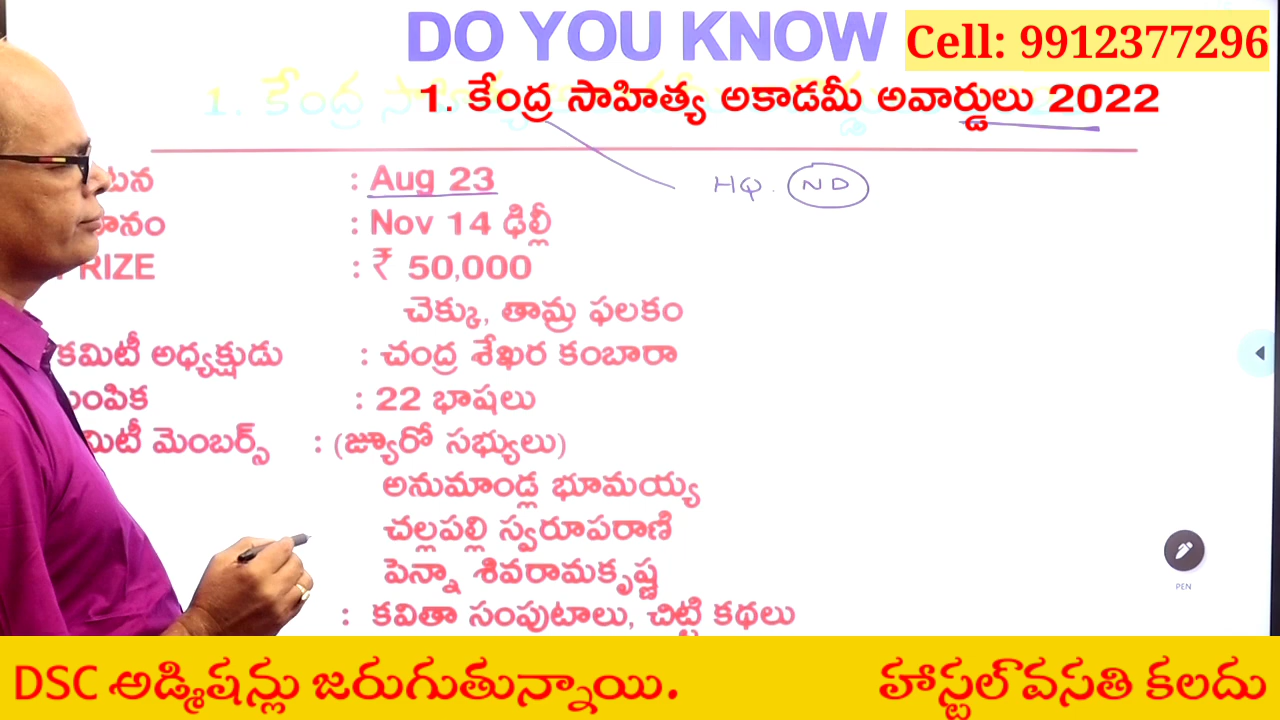 DO YOU KNOW
Cell: 9912377296
1. కేంద్ర సాహిత్య అకాడమీ అవార్డులు 2022
: Aug 23
HQ. ND
: Nov 14 ఢిల్లీ
RIZE : ₹ 50,000
చెక్కు, తామ్ర ఫలకం
కమిటీ అధ్యక్షుడు : చంద్ర శేఖర కంబారా
: 22 భాషలు
మెంబర్స్ : (జ్యూరో సభ్యులు)
అనుమాండ్ల భూమయ్య
చల్లపల్లి స్వరూపరాణి
పెన్నా శివరామకృష్ణ
: కవితా సంపుటాలు, చిట్టి కథలు
PEN
DSC అడ్మిషన్లు జరుగుతున్నాయి. హాస్టల్ వసతి కలదు